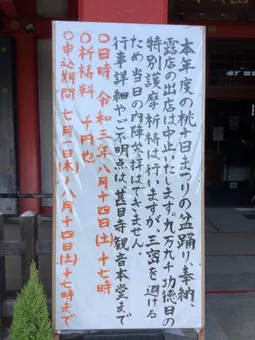 本年度の桃十日まつりの盆踊り、奉納、
露店の出店は中止いたします。九万九千功徳日の
特別護摩祈祷は行いますが、三密を避ける
ため、当日の内陣参拝はできません。
行事詳細やご不明点は、甚目寺観音本堂まで
〇日時 令和三年八月十四日(土)十七時
〇祈祷料 千円也
〇申込期間 七月一日(木)八月十四日(土)十七時まで